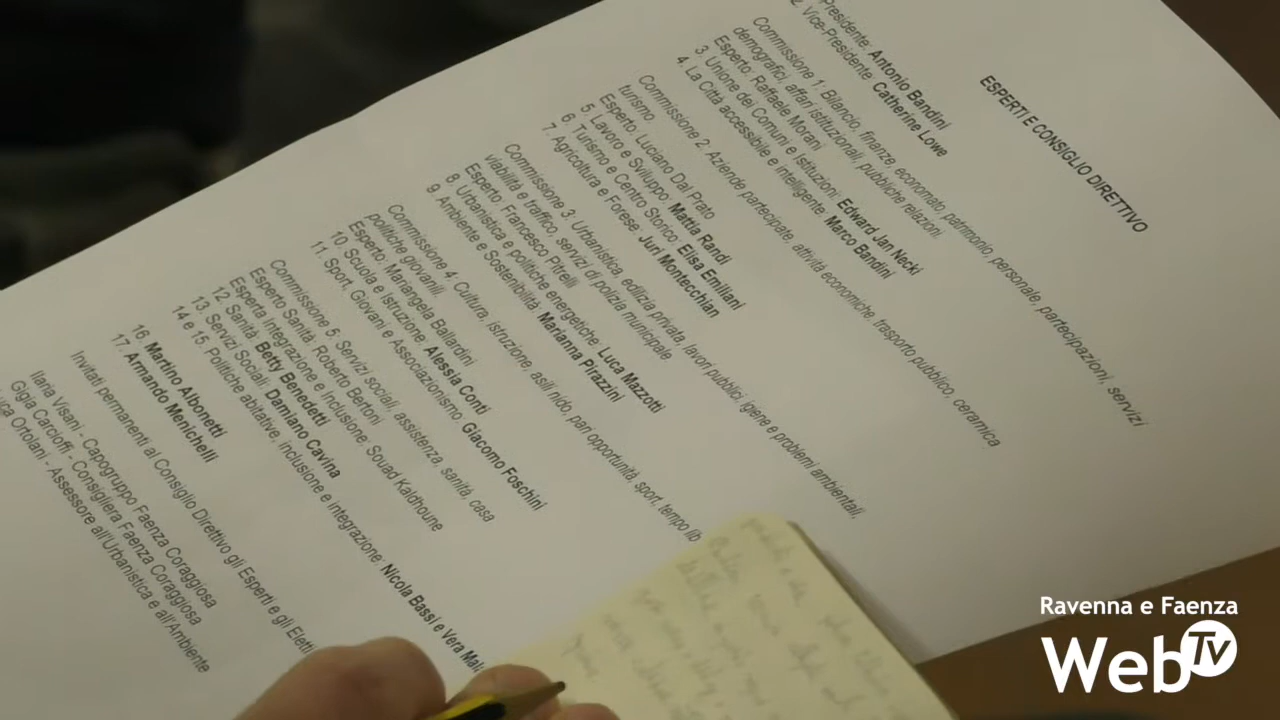 ESPERTI E CONSIGLIO DIRETTIVO
Presidente: Antonio Bandini
2. Vice-Presidente: Catherine Lowe
Commissione 1: Bilancio, finanze economato, patrimonio, personale, partecipazioni, servizi
demografici, affari istituzionali, pubbliche relazioni
Esperto: Raffaele Morani
3. Unione dei Comuni e Istituzioni: Edward Jan Necki
4. La Città accessibile e intelligente: Marco Bandini
Commissione 2: Aziende partecipate, attività economiche, trasporto pubblico, ceramica
turismo
Esperto: Luciano Dal Prato
5. Lavoro e Sviluppo: Mattia Randi
6. Turismo e Centro Storico: Elisa Emiliani
7. Agricoltura e Forese: Juri Montecchian
Commissione 3: Urbanistica, edilizia privata, lavori pubblici, igiene e problemi ambientali,
viabilità e traffico, servizi di polizia municipale
Esperto: Francesco Pitrelli
8. Urbanistica e politiche energetiche: Luca Mazzotti
9. Ambiente e Sostenibilità: Marianna Pirazzini
Commissione 4: Cultura, istruzione, asili nido, pari opportunità, sport, tempo lib
politiche giovanili
Esperto: Mariangela Ballardini
10. Scuola e Istruzione: Alessia Conti
11. Sport, Giovani e Associazionismo: Giacomo Foschini
Commissione 5: Servizi sociali, assistenza, sanità, casa
Esperto Sanità: Roberto Bertoni
Esperta Integrazione e Inclusione: Souad Kaldhoune
12. Sanità: Betty Benedetti
13. Servizi Sociali: Damiano Cavina
14 e 15. Politiche abitative, inclusione e integrazione: Nicola Bassi e Vera Mala
16. Martino Albonetti
17. Armando Menichelli
Invitati permanenti al Consiglio Direttivo gli Esperti e gli Eletti
Ilaria Visani - Capogruppo Faenza Coraggiosa
Gigia Carcioffi - Consigliera Faenza Coraggiosa
uca Ortolani - Assessore all'Urbanistica e all'Ambiente
Ravenna e Faenza
WebTv